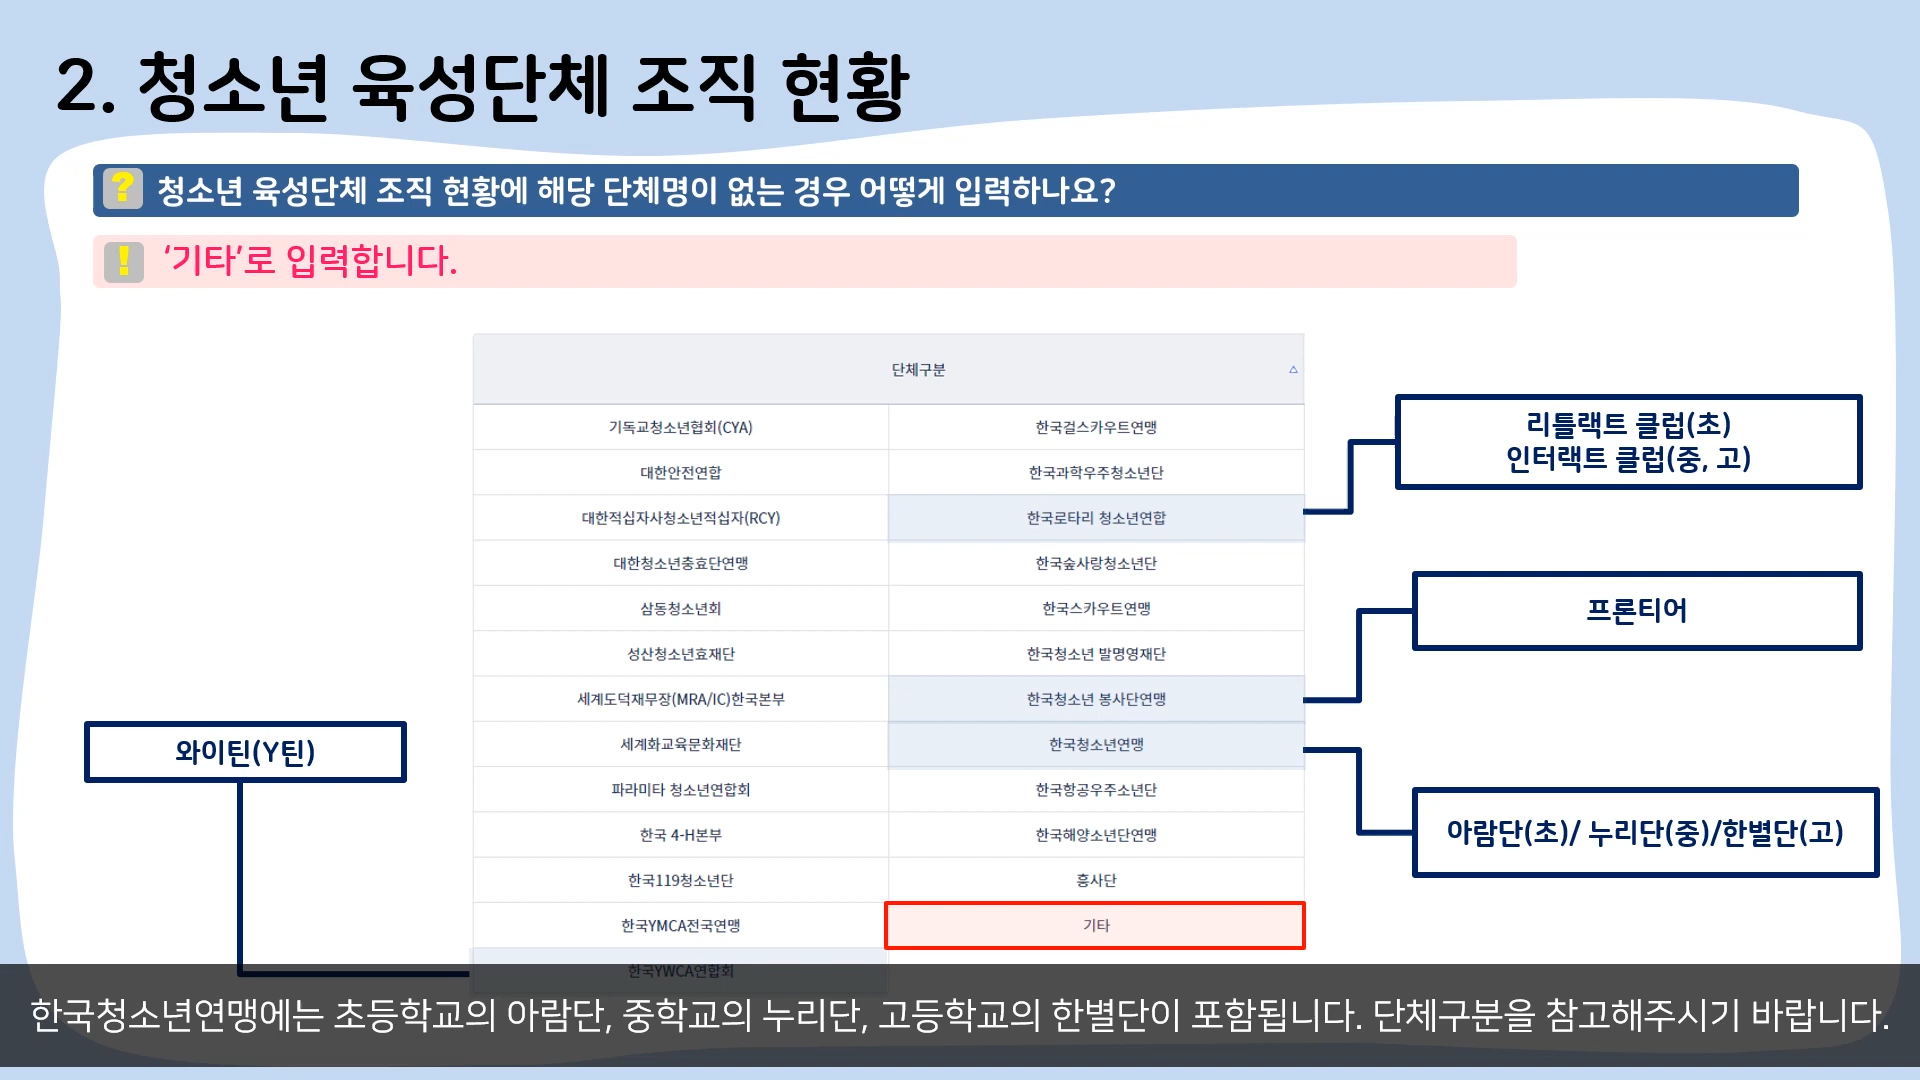 2. 청소년 육성단체 조직 현황
? 청소년 육성단체 조직 현황에 해당 단체명이 없는 경우 어떻게 입력하나요?
! ‘기타’로 입력합니다.
단체구분 △
기독교청소년협회(CYA) 한국걸스카우트연맹
대한안전연합 한국과학우주청소년단
대한적십자사청소년적십자(RCY) 한국로타리 청소년연합
대한청소년충효단연맹 한국숲사랑청소년단
삼동청소년회 한국스카우트연맹
성산청소년효재단 한국청소년 발명영재단
세계도덕재무장(MRA/IC)한국본부 한국청소년 봉사단연맹
세계화교육문화재단 한국청소년연맹
파라미타 청소년연합회 한국항공우주소년단
한국 4-H본부 한국해양소년단연맹
한국119청소년단 흥사단
한국YMCA전국연맹 기타
한국YWCA연합회
리틀랙트 클럽(초)
인터랙트 클럽(중, 고)
프론티어
와이틴(Y틴)
아람단(초)/ 누리단(중)/한별단(고)
한국청소년연맹에는 초등학교의 아람단, 중학교의 누리단, 고등학교의 한별단이 포함됩니다. 단체구분을 참고해주시기 바랍니다.